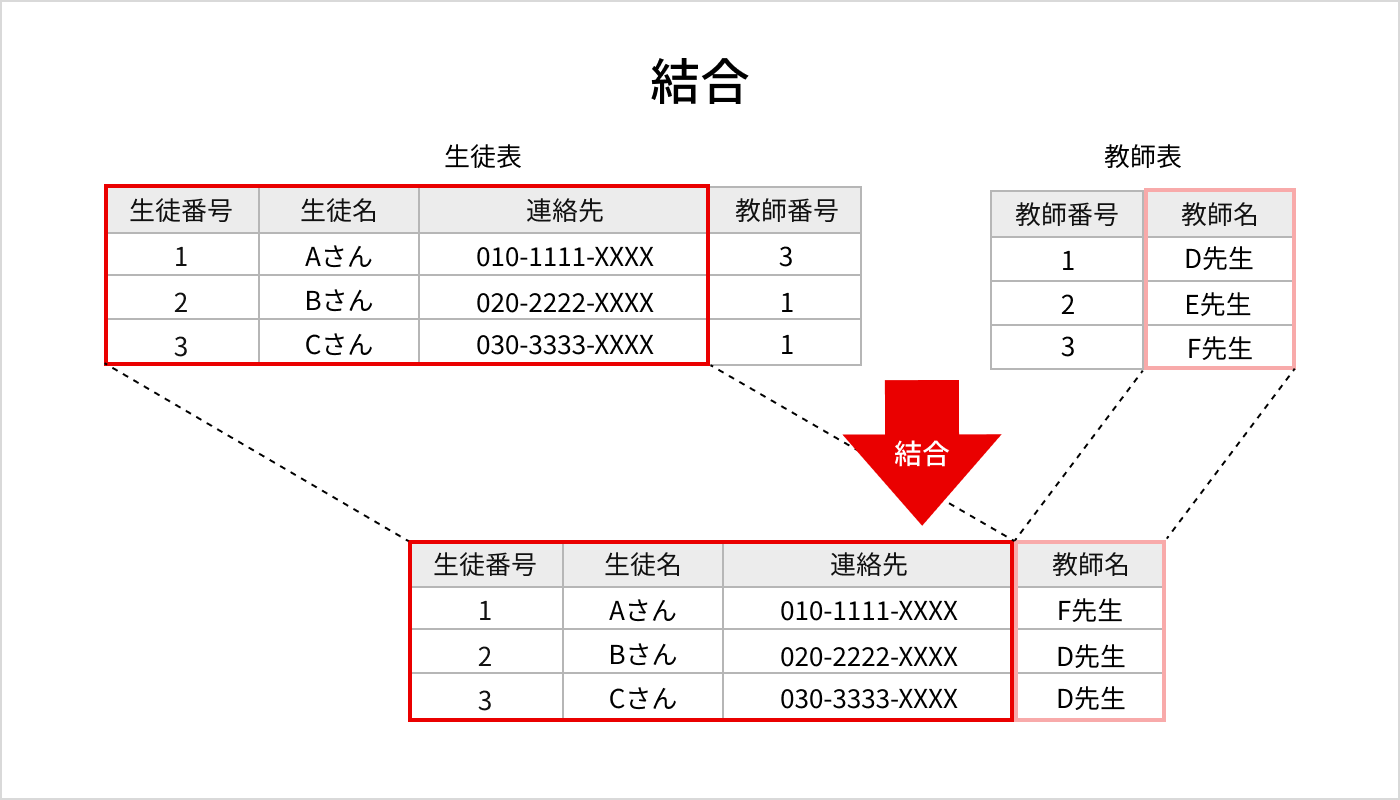 結合
生徒表
教師表
生徒番号 生徒名 連絡先 教師番号
1 Aさん 010-1111-XXXX 3
2 Bさん 020-2222-XXXX 1
3 Cさん 030-3333-XXXX 1
教師番号 教師名
1 D先生
2 E先生
3 F先生
結合
生徒番号 生徒名 連絡先 教師名
1 Aさん 010-1111-XXXX F先生
2 Bさん 020-2222-XXXX D先生
3 Cさん 030-3333-XXXX D先生